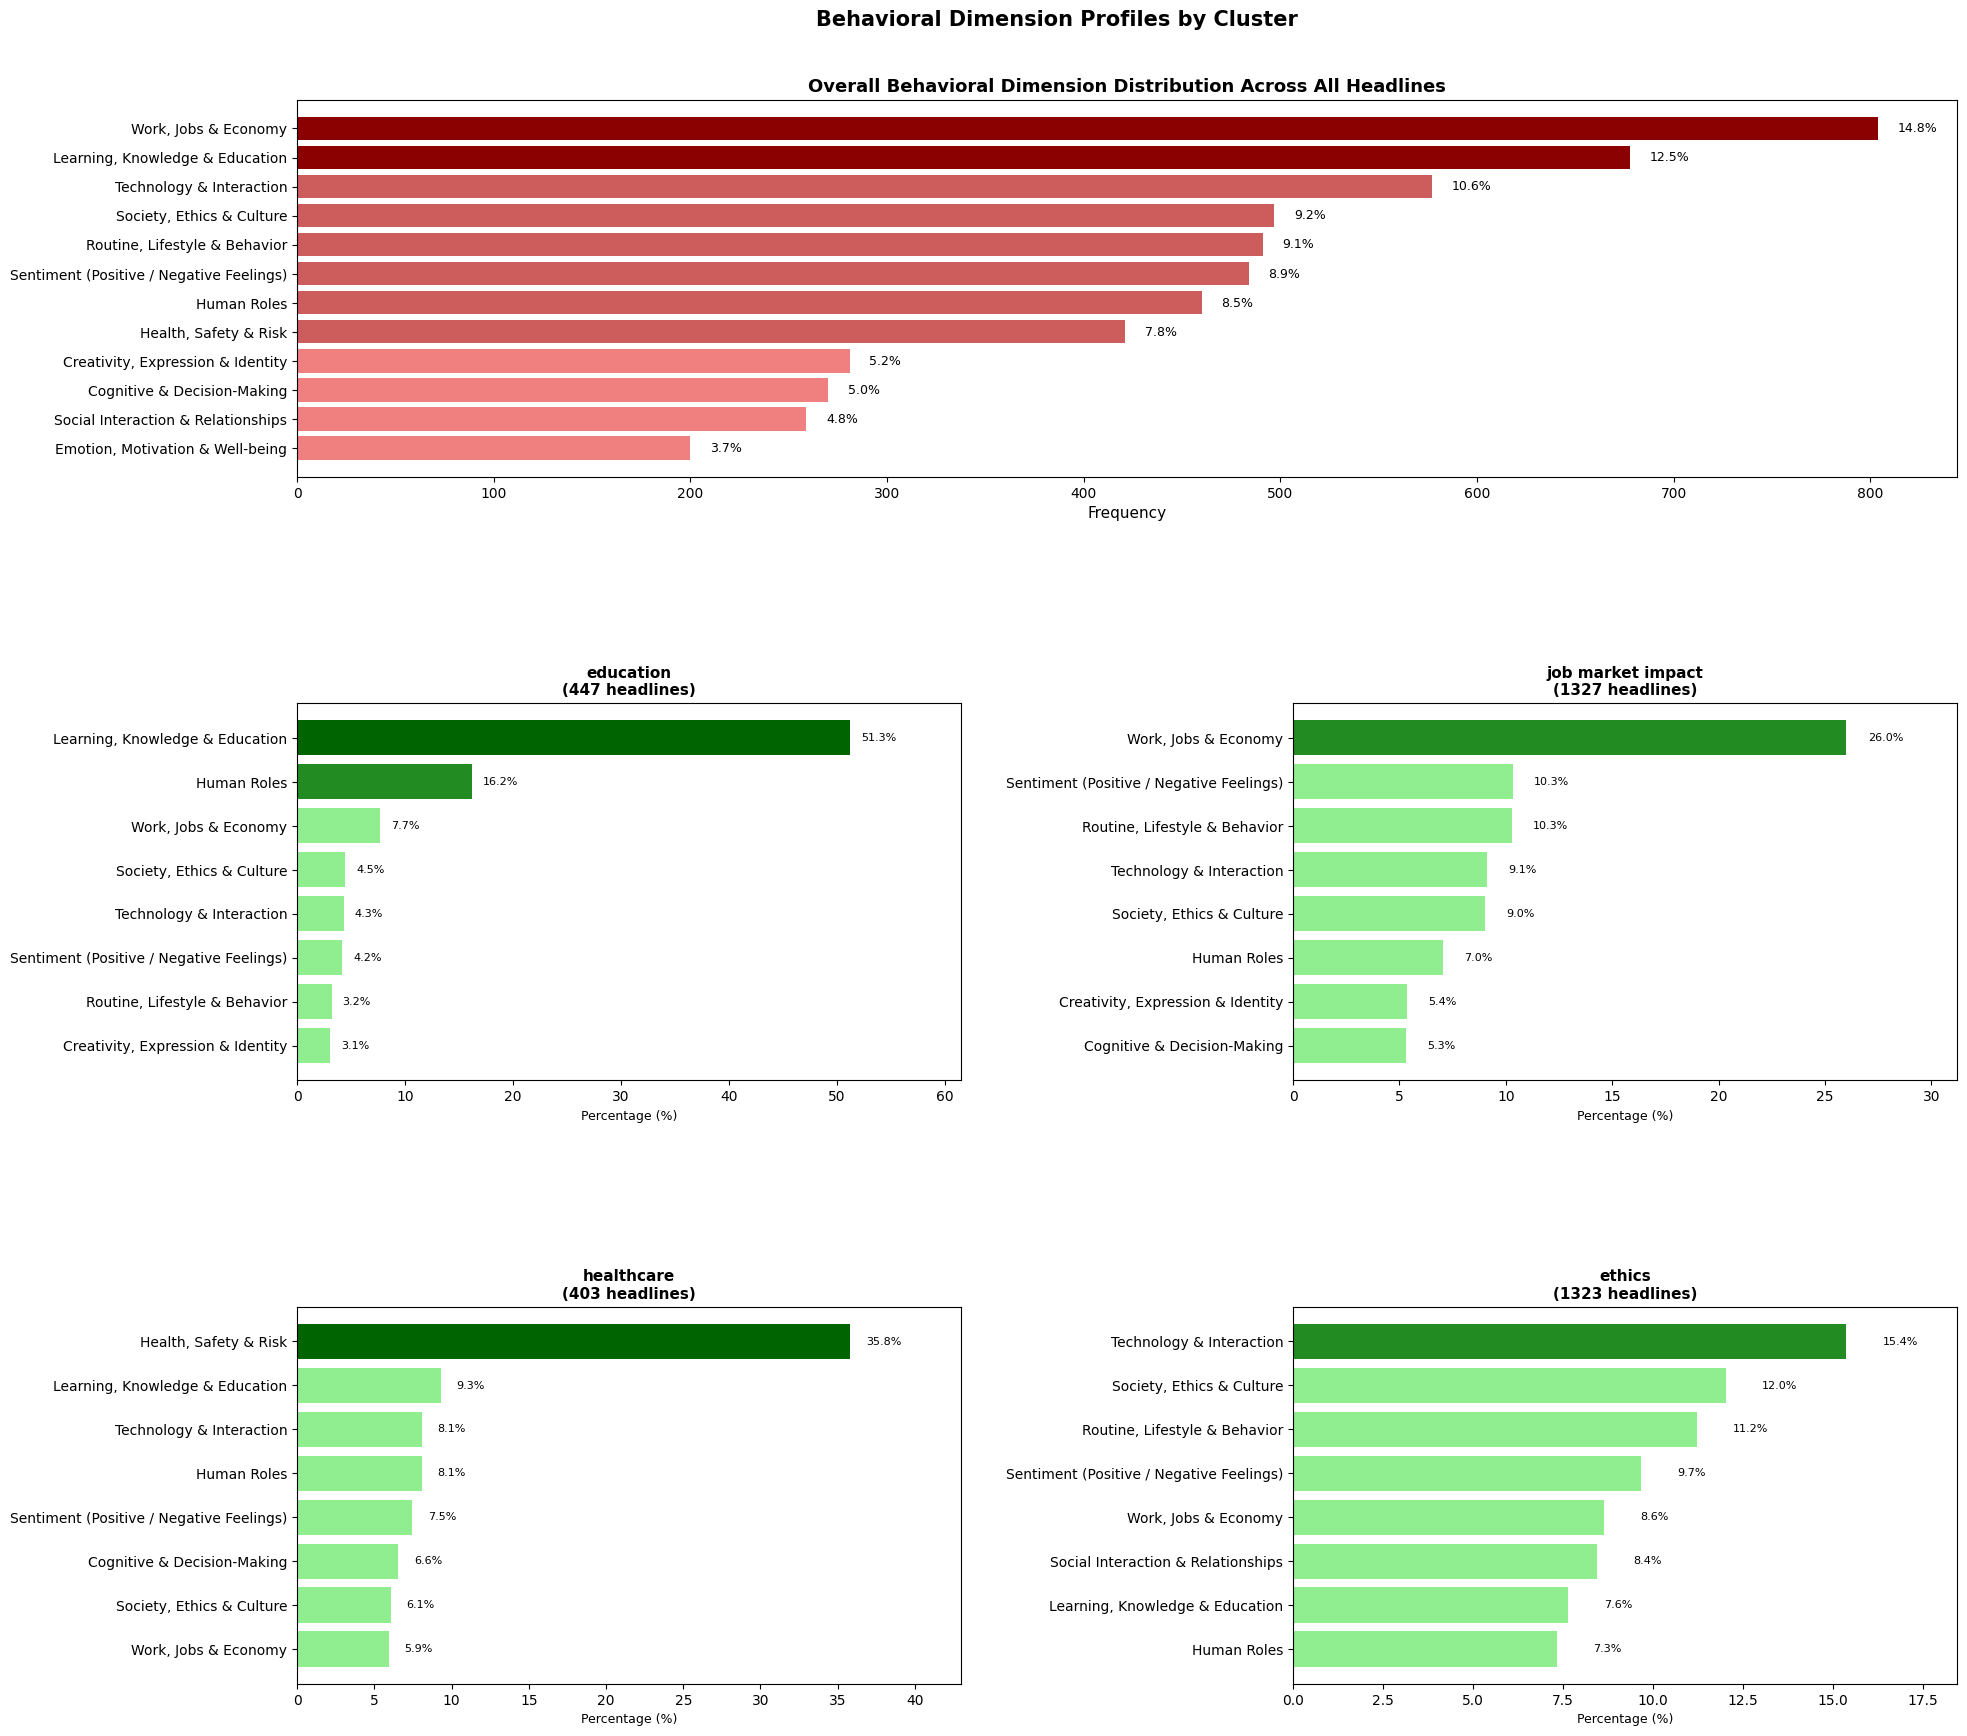 Behavioral Dimension Profiles by Cluster
Overall Behavioral Dimension Distribution Across All Headlines
Work, Jobs & Economy 14.8%
Learning, Knowledge & Education 12.5%
Technology & Interaction 10.6%
Society, Ethics & Culture 9.2%
Routine, Lifestyle & Behavior 9.1%
Sentiment (Positive / Negative Feelings) 8.9%
Human Roles 8.5%
Health, Safety & Risk 7.8%
Creativity, Expression & Identity 5.2%
Cognitive & Decision-Making 5.0%
Social Interaction & Relationships 4.8%
Emotion, Motivation & Well-being 3.7%
0 100 200 300 400 500 600 700 800
Frequency
education
(447 headlines)
Learning, Knowledge & Education 51.3%
Human Roles 16.2%
Work, Jobs & Economy 7.7%
Society, Ethics & Culture 4.5%
Technology & Interaction 4.3%
Sentiment (Positive / Negative Feelings) 4.2%
Routine, Lifestyle & Behavior 3.2%
Creativity, Expression & Identity 3.1%
0 10 20 30 40 50 60
Percentage (%)
job market impact
(1327 headlines)
Work, Jobs & Economy 26.0%
Sentiment (Positive / Negative Feelings) 10.3%
Routine, Lifestyle & Behavior 10.3%
Technology & Interaction 9.1%
Society, Ethics & Culture 9.0%
Human Roles 7.0%
Creativity, Expression & Identity 5.4%
Cognitive & Decision-Making 5.3%
0 5 10 15 20 25 30
Percentage (%)
healthcare
(403 headlines)
Health, Safety & Risk 35.8%
Learning, Knowledge & Education 9.3%
Technology & Interaction 8.1%
Human Roles 8.1%
Sentiment (Positive / Negative Feelings) 7.5%
Cognitive & Decision-Making 6.6%
Society, Ethics & Culture 6.1%
Work, Jobs & Economy 5.9%
0 5 10 15 20 25 30 35 40
Percentage (%)
ethics
(1323 headlines)
Technology & Interaction 15.4%
Society, Ethics & Culture 12.0%
Routine, Lifestyle & Behavior 11.2%
Sentiment (Positive / Negative Feelings) 9.7%
Work, Jobs & Economy 8.6%
Social Interaction & Relationships 8.4%
Learning, Knowledge & Education 7.6%
Human Roles 7.3%
0.0 2.5 5.0 7.5 10.0 12.5 15.0 17.5
Percentage (%)